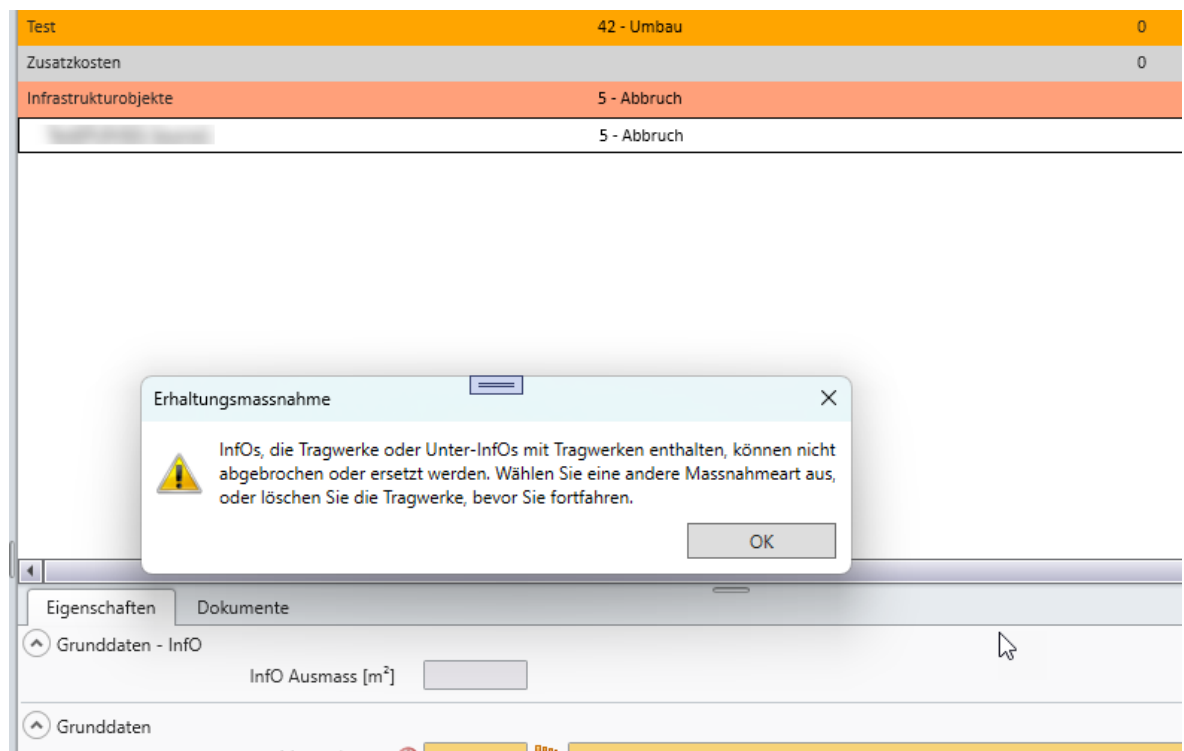 Test 42 - Umbau 0
Zusatzkosten 0
Infrastrukturobjekte 5 - Abbruch
5 - Abbruch
Erhaltungsmassnahme
InfOs, die Tragwerke oder Unter-InfOs mit Tragwerken enthalten, können nicht
abgebrochen oder ersetzt werden. Wählen Sie eine andere Massnahmeart aus,
oder löschen Sie die Tragwerke, bevor Sie fortfahren.
OK
Eigenschaften Dokumente
Grunddaten - InfO
InfO Ausmass [m²]
Grunddaten